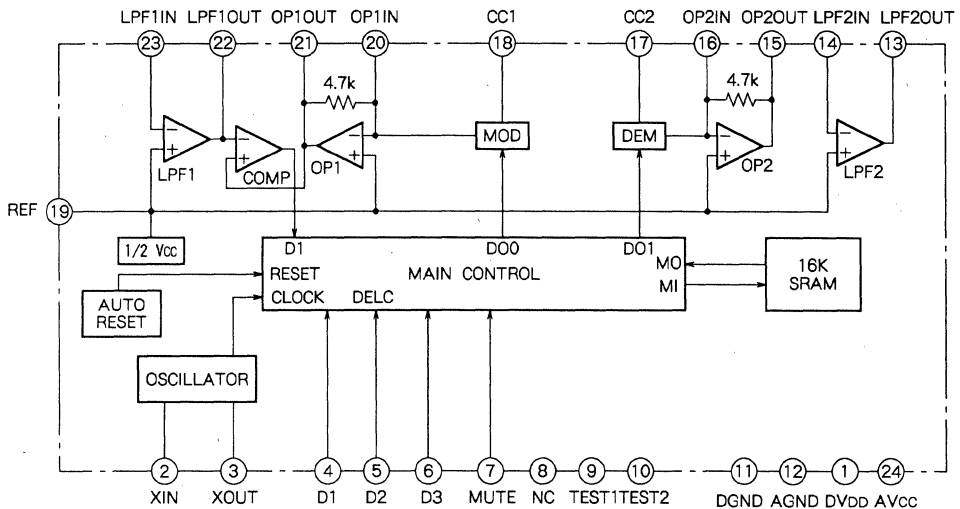 LPF1IN LPF1OUT OP1OUT OP1IN CC1 CC2 OP2IN OP2OUT LPF2IN LPF2OUT
23 22 21 20 18 17 16 15 14 13
4.7k 4.7k
MOD DEM
LPF1 COMP OP1 OP2 LPF2
REF 19
1/2 VCC
D1 DO0 DO1
RESET MAIN CONTROL MO
CLOCK DELC MI
16K
SRAM
AUTO
RESET
OSCILLATOR
2 3 4 5 6 7 8 9 10 11 12 1 24
XIN XOUT D1 D2 D3 MUTE NC TEST1 TEST2 DGND AGND DVDD AVCC